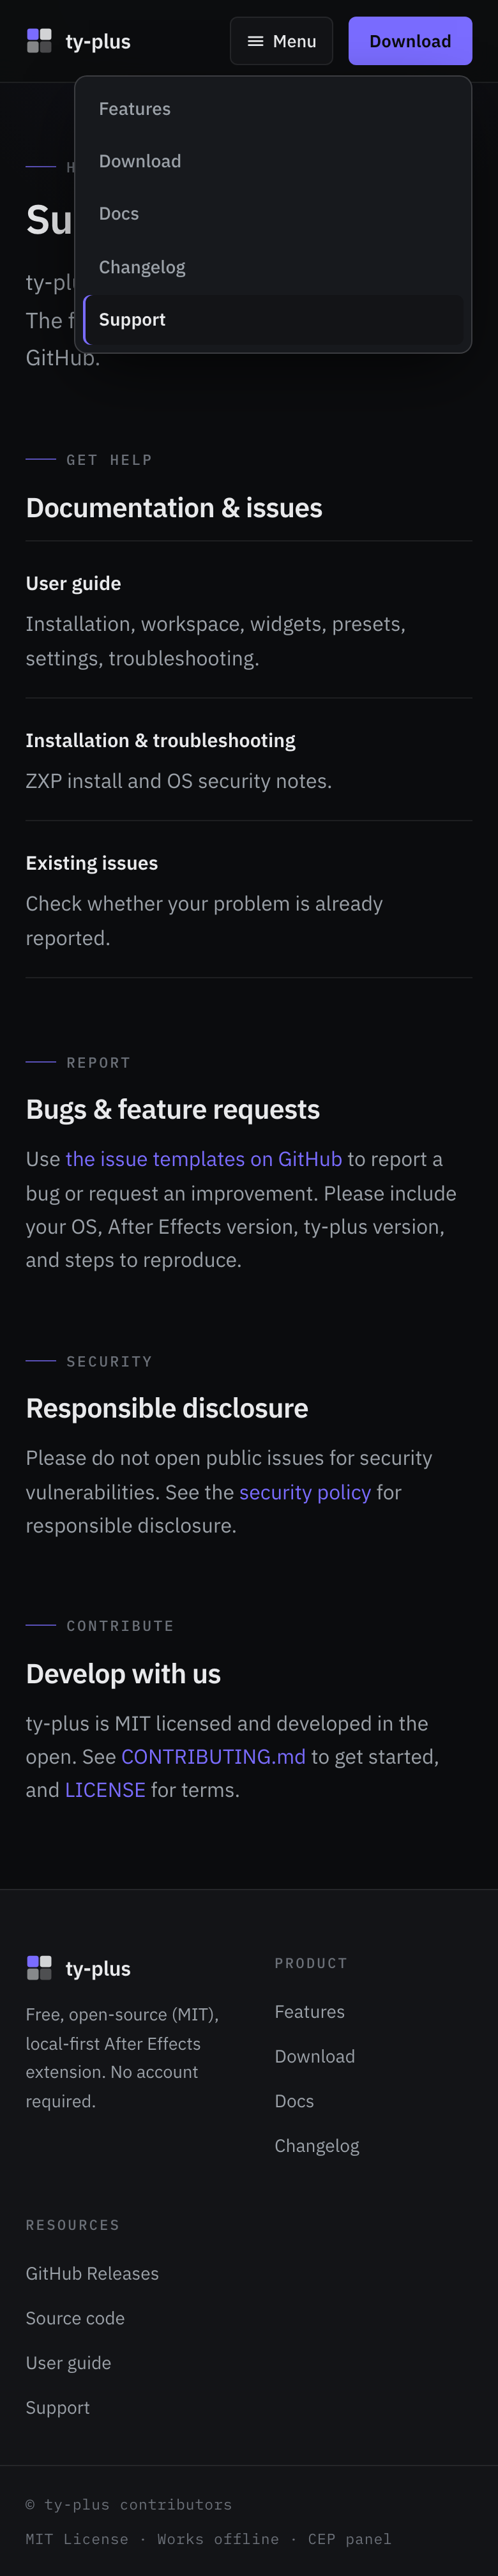 ty-plus
Menu
Download
Features
Download
Docs
Changelog
Support
Su
The f
GitHub.
GET HELP
Documentation & issues
User guide
Installation, workspace, widgets, presets,
settings, troubleshooting.
Installation & troubleshooting
ZXP install and OS security notes.
Existing issues
Check whether your problem is already
reported.
REPORT
Bugs & feature requests
Use the issue templates on GitHub to report a
bug or request an improvement. Please include
your OS, After Effects version, ty-plus version,
and steps to reproduce.
SECURITY
Responsible disclosure
Please do not open public issues for security
vulnerabilities. See the security policy for
responsible disclosure.
CONTRIBUTE
Develop with us
ty-plus is MIT licensed and developed in the
open. See CONTRIBUTING.md to get started,
and LICENSE for terms.
ty-plus
Free, open-source (MIT),
local-first After Effects
extension. No account
required.
PRODUCT
Features
Download
Docs
Changelog
RESOURCES
GitHub Releases
Source code
User guide
Support
© ty-plus contributors
MIT License · Works offline · CEP panel